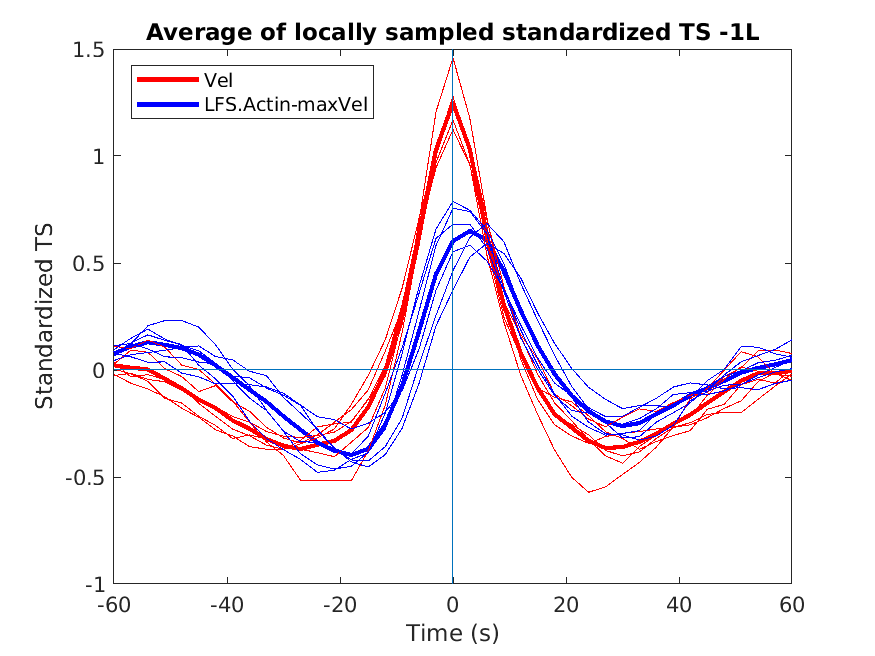 Average of locally sampled standardized TS -1L
Vel
LFS.Actin-maxVel
Standardized TS
1.5
1
0.5
0
-0.5
-1
-60
-40
-20
0
20
40
60
Time (s)